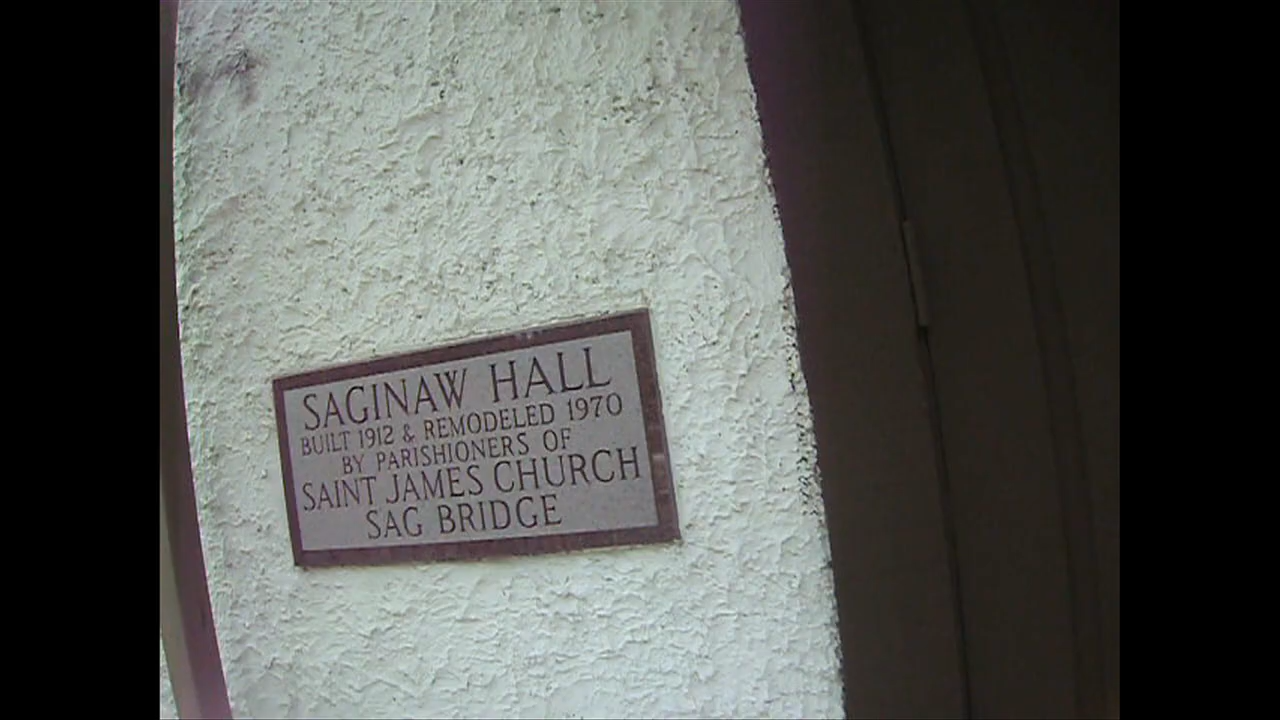 SAGINAW HALL
BUILT 1912 & REMODELED 1970
BY PARISHIONERS OF
SAINT JAMES CHURCH
SAG BRIDGE